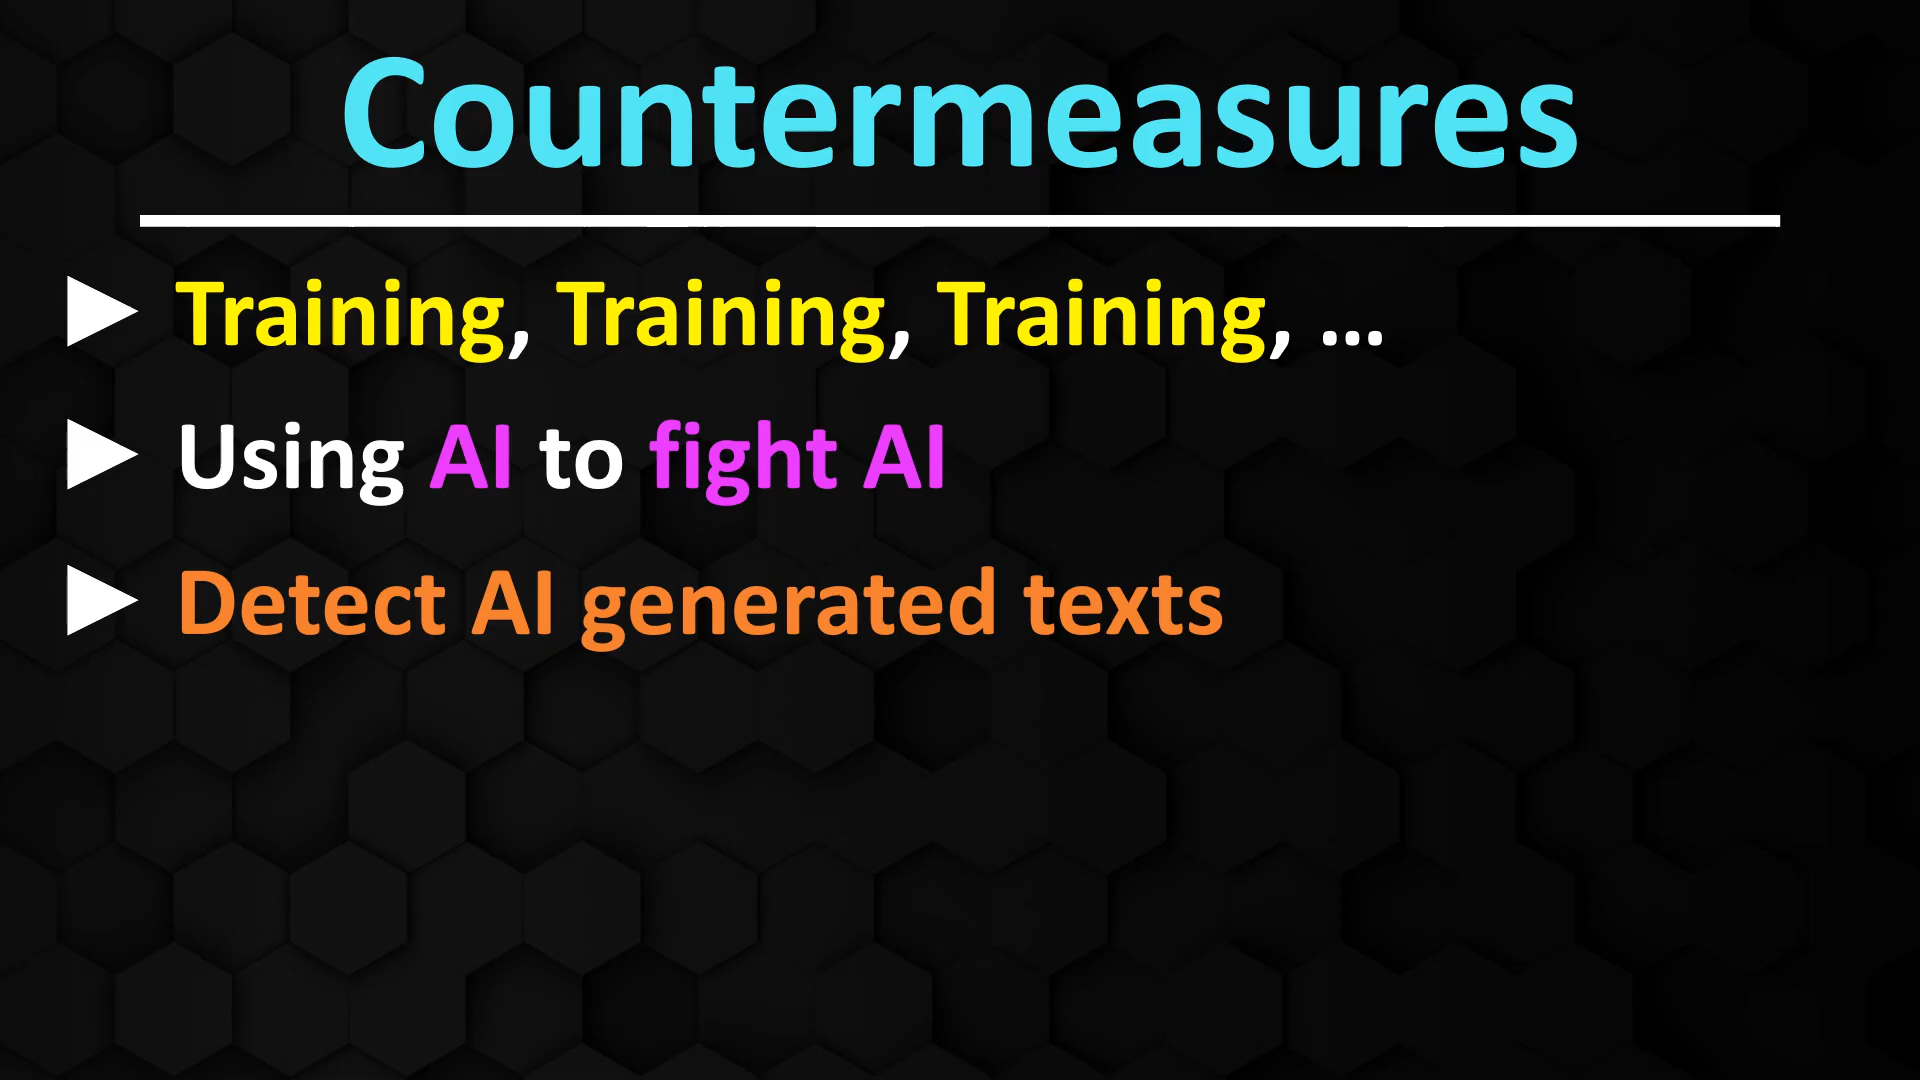 Countermeasures
Training, Training, Training, ...
Using AI to fight AI
Detect AI generated texts